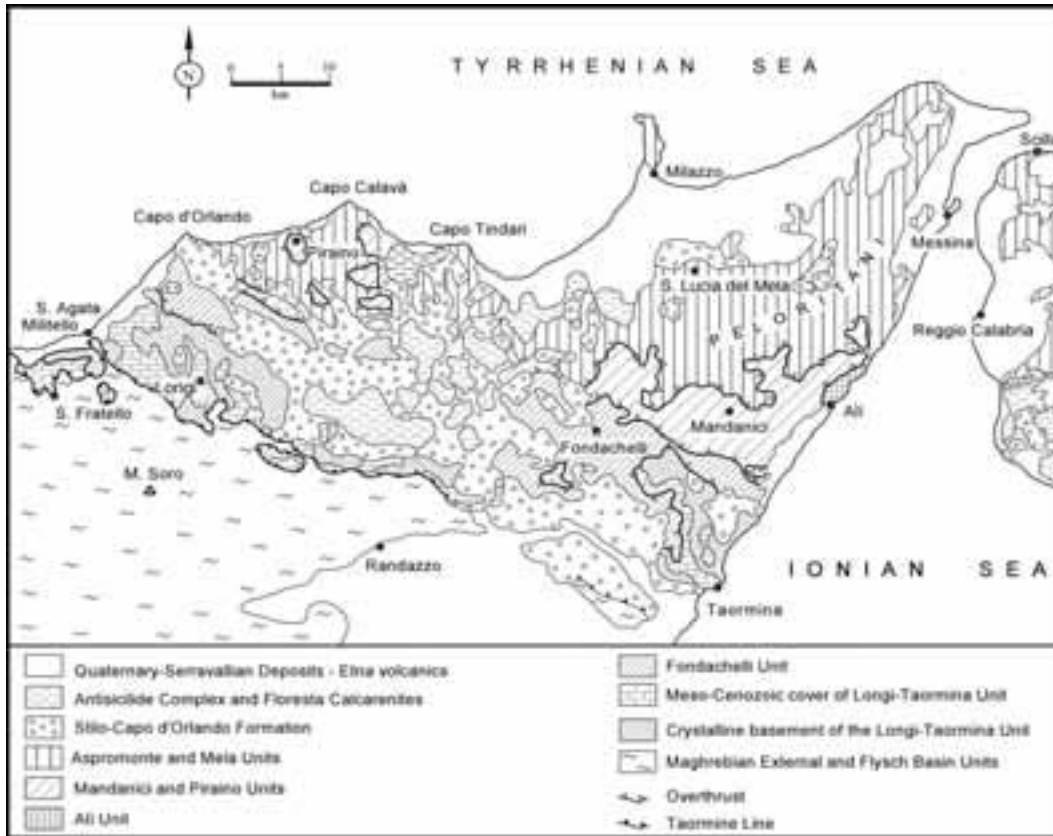 N
0
10
km
TYRRHENIAN SEA
Scilla
Milazzo
Capo Calavà
Capo d'Orlando
Capo Tindari
Piraino
Messina
S. Lucia del Mela
PELORITANI
S. Agata
Militello
Reggio Calabria
Longi
S. Fratello
Alì
Mandanici
Fondachelli
M. Soro
Randazzo
IONIAN SEA
Taormina
Quaternary-Serravallian Deposits - Etna volcanics
Antisicilide Complex and Floresta Calcarenites
Stilo-Capo d'Orlando Formation
Aspromonte and Mela Units
Mandanici and Piraino Units
Alì Unit
Fondachelli Unit
Meso-Cenozoic cover of Longi-Taormina Unit
Crystalline basement of the Longi-Taormina Unit
Maghrebian External and Flysch Basin Units
Overthrust
Taormine Line